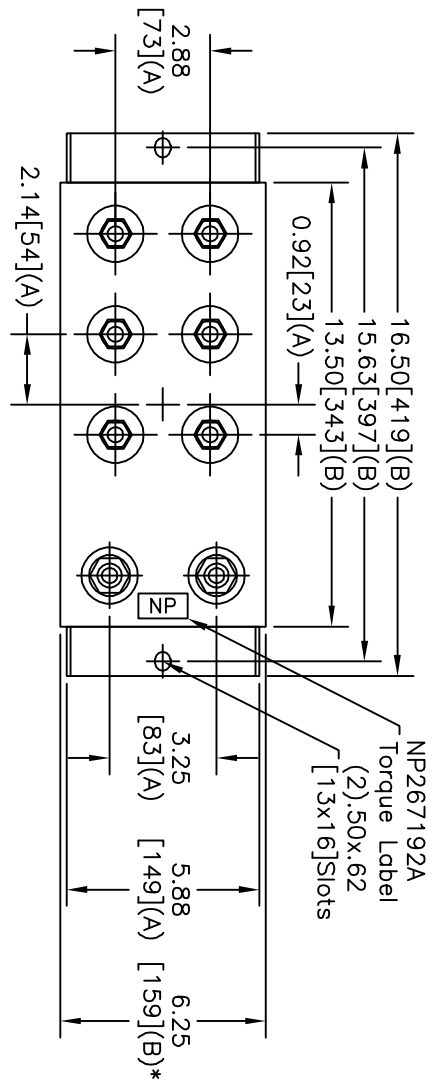 16.50[419](B)
15.63[397](B)
13.50[343](B)
0.92[23](A)
2.88
[73](A)
2.14[54](A)
NP
NP267192A
Torque Label
(2).50x.62
[13x16]Slots
3.25
[83](A)
5.88
[149](A)
6.25
[159](B)*